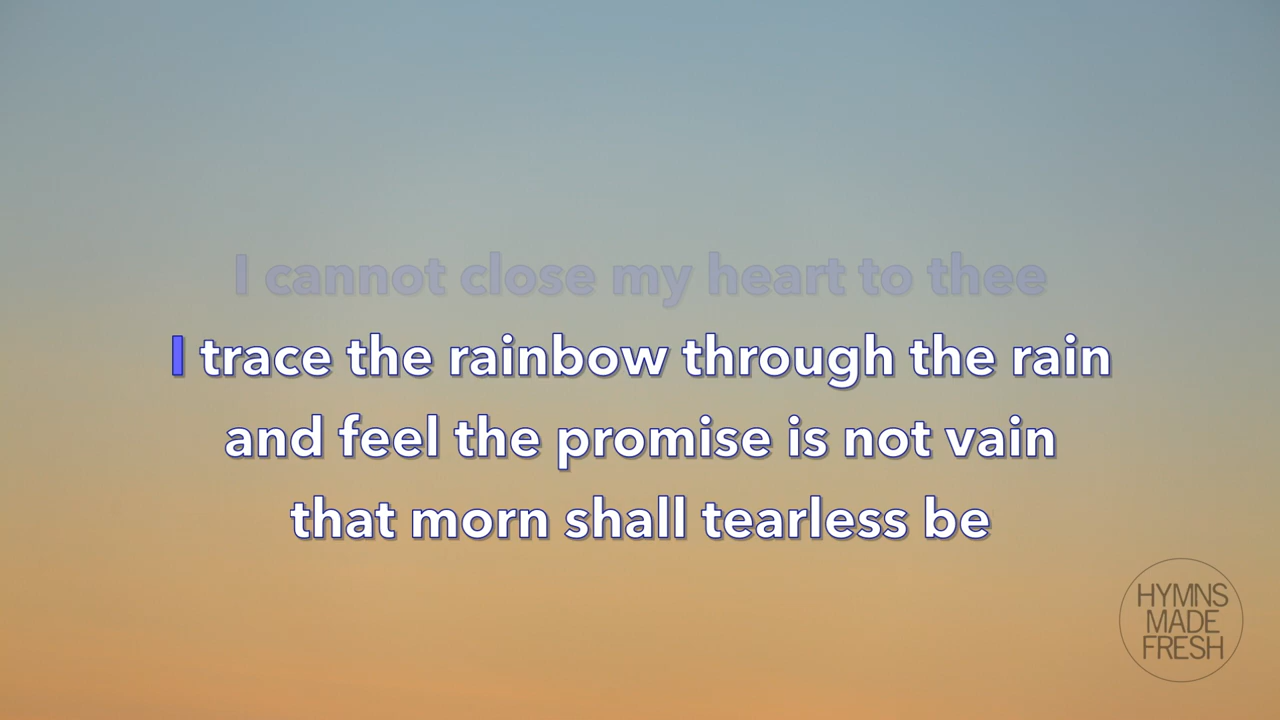 I cannot close my heart to thee
I trace the rainbow through the rain
and feel the promise is not vain
that morn shall tearless be
HYMNS
MADE
FRESH